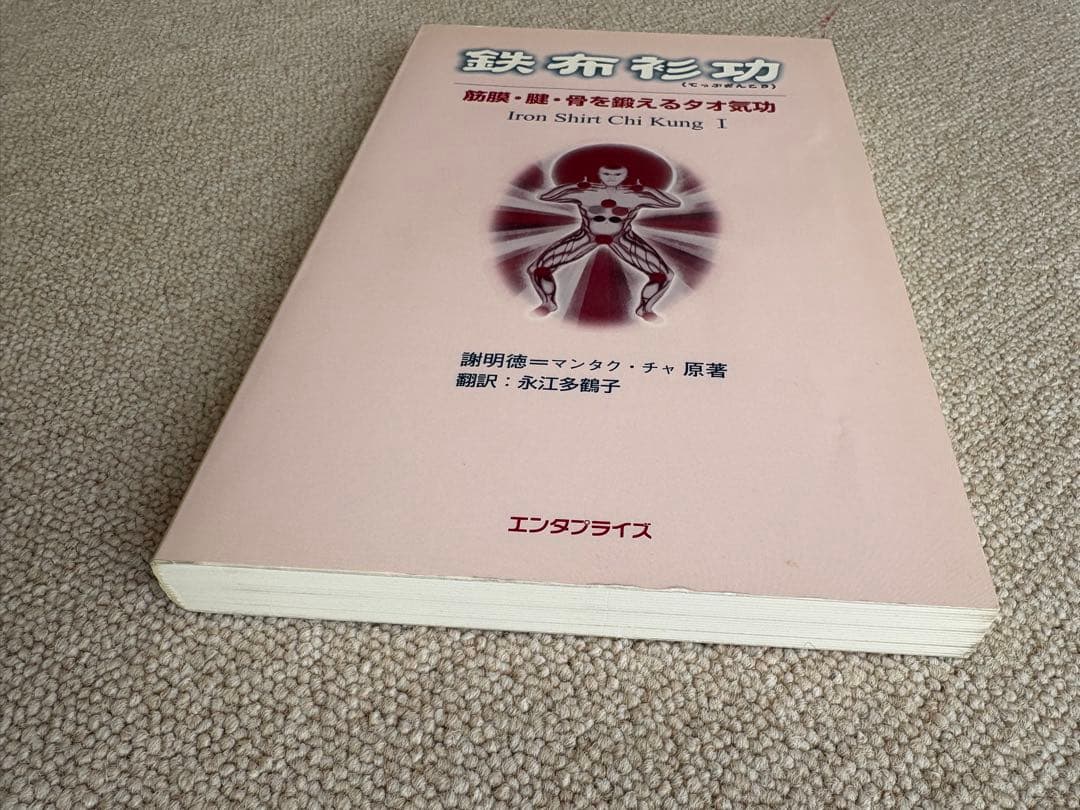 鉄布衫功
(てっぷさんこう)
筋膜・腱・骨を鍛えるタオ気功
Iron Shirt Chi Kung I
謝明徳=マンタク・チャ 原著
翻訳:永江多鶴子
エンタプライズ